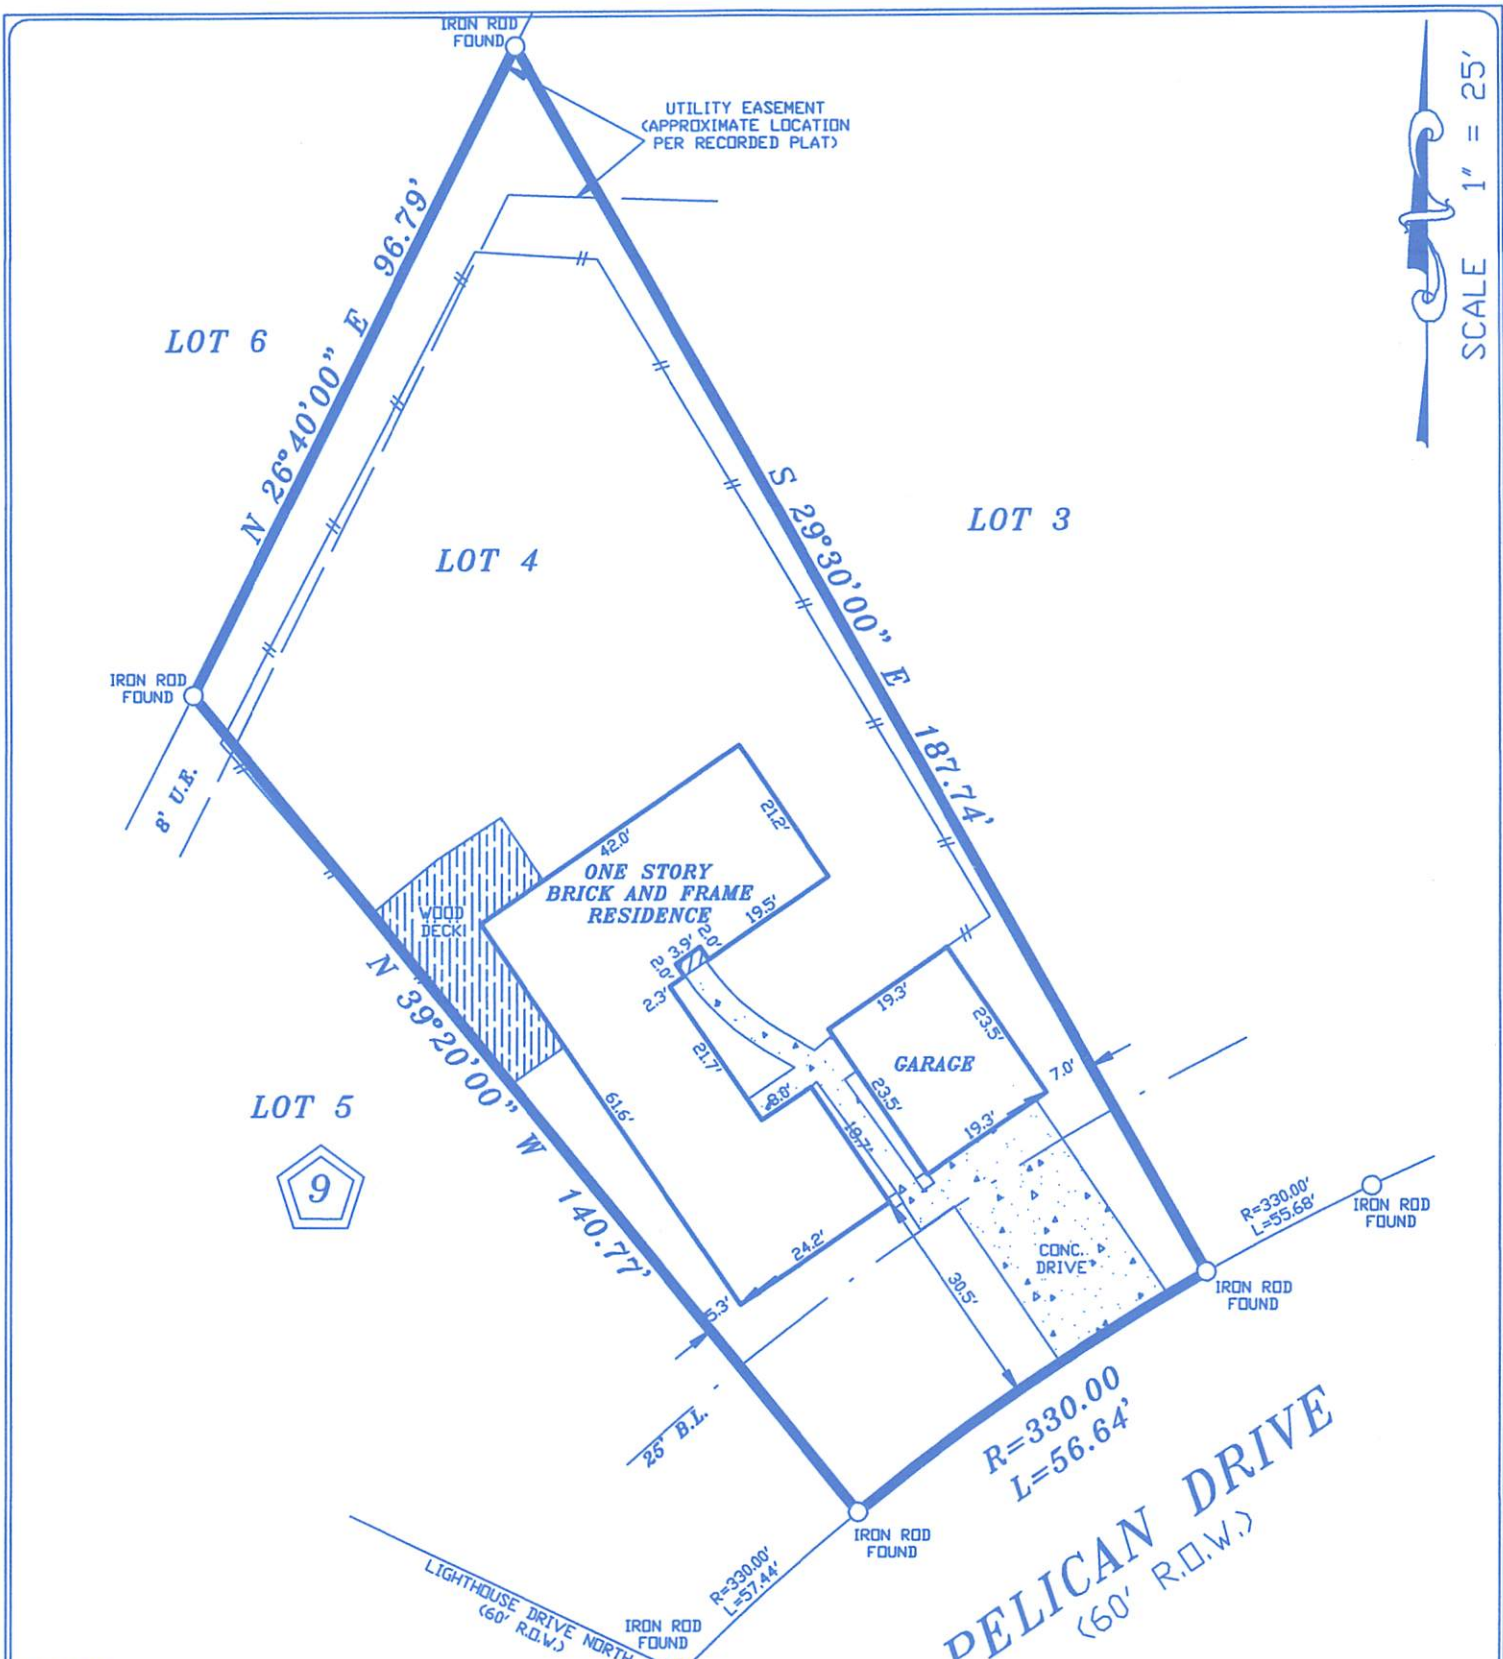 IRON ROD
FOUND
UTILITY EASEMENT
(APPROXIMATE LOCATION
PER RECORDED PLAT)
SCALE 1" = 25'
N 26°40'00" E 96.79'
LOT 6
S 29°30'00" E 187.74'
LOT 3
LOT 4
IRON ROD
FOUND
8' U.E.
42.0'
21.2'
ONE STORY
BRICK AND FRAME
RESIDENCE
19.5'
WOOD
DECK
2.0'
3.9'
2.0'
2.3'
21.7'
8.8'
18.7'
61.6'
24.2'
19.3'
23.5'
GARAGE
23.5'
19.3'
7.0'
N 39°20'00" W 140.77'
LOT 5
9
5.3'
30.5'
CONC.
DRIVE
R=330.00'
L=55.68'
IRON ROD
FOUND
IRON ROD
FOUND
25' B.L.
R=330.00
L=56.64'
IRON ROD
FOUND
PELICAN DRIVE
(60' R.O.W.)
R=330.00'
L=57.44'
LIGHTHOUSE DRIVE NORTH
(60' R.O.W.)
IRON ROD
FOUND